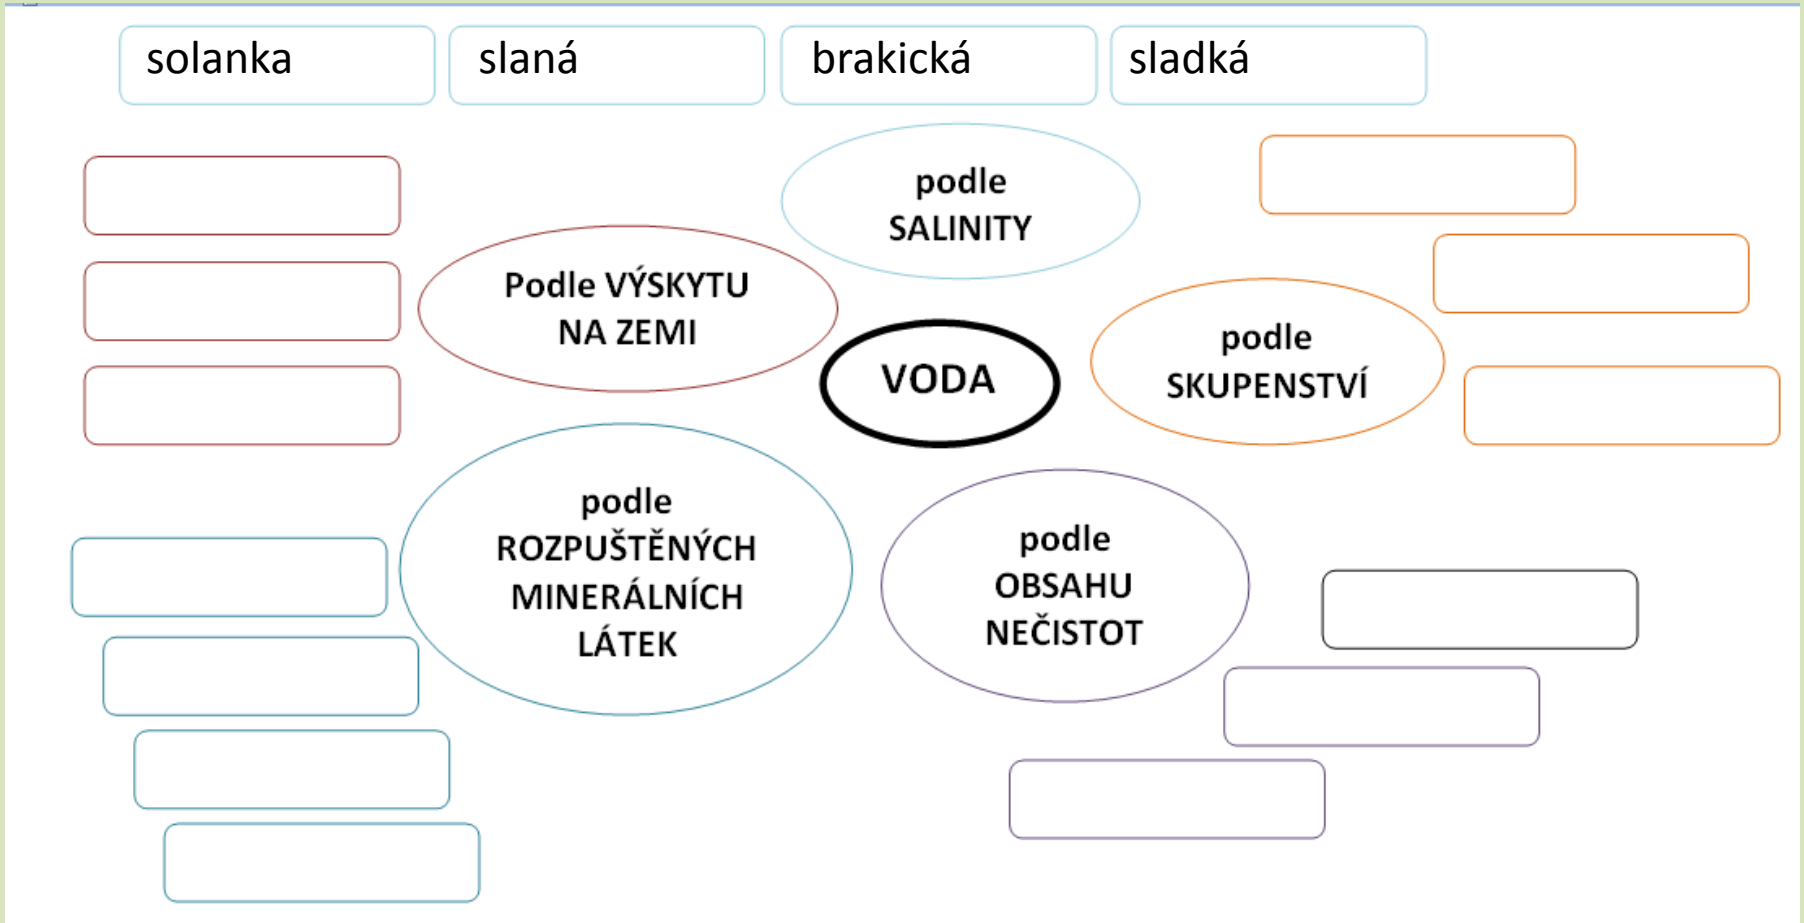 solanka
slaná
brakická
sladká
podle
SALINITY
Podle VÝSKYTU
NA ZEMI
VODA
podle
SKUPENSTVÍ
podle
ROZPUŠTĚNÝCH
MINERÁLNÍCH
LÁTEK
podle
OBSAHU
NEČISTOT